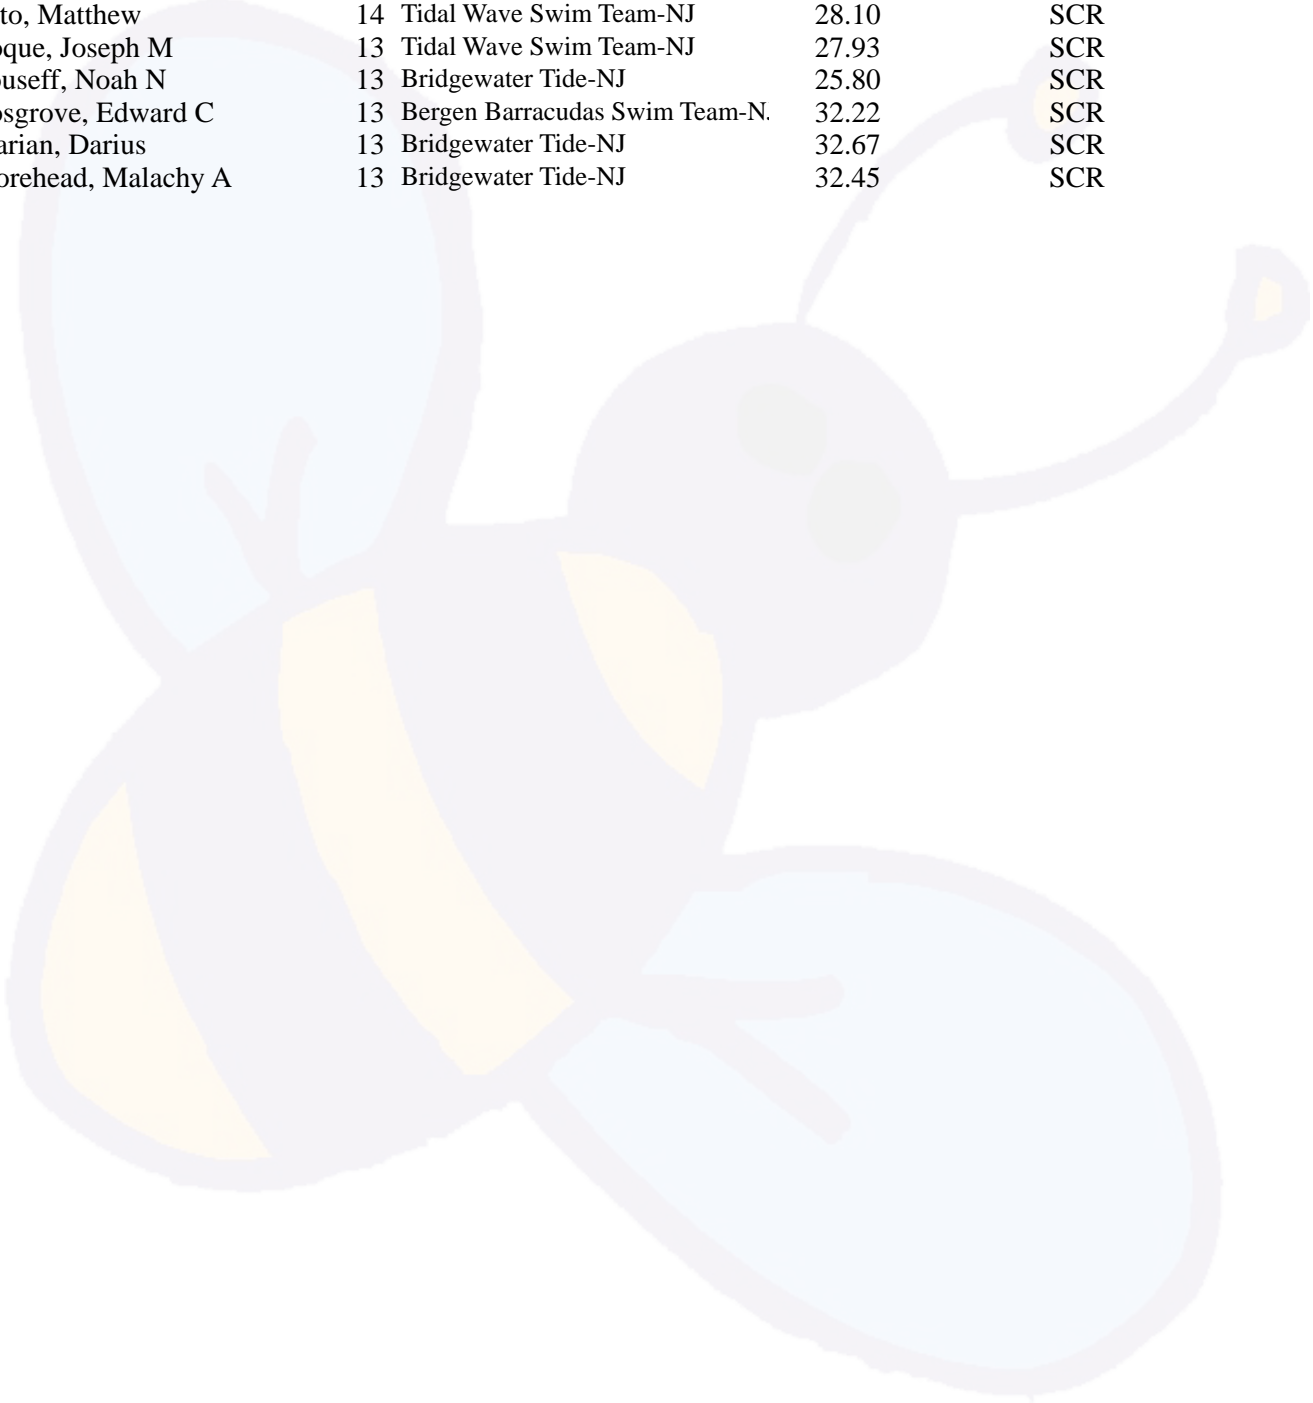 to, Matthew 14 Tidal Wave Swim Team-NJ 28.10 SCR
oque, Joseph M 13 Tidal Wave Swim Team-NJ 27.93 SCR
ouseff, Noah N 13 Bridgewater Tide-NJ 25.80 SCR
osgrove, Edward C 13 Bergen Barracudas Swim Team-N. 32.22 SCR
arian, Darius 13 Bridgewater Tide-NJ 32.67 SCR
orehead, Malachy A 13 Bridgewater Tide-NJ 32.45 SCR